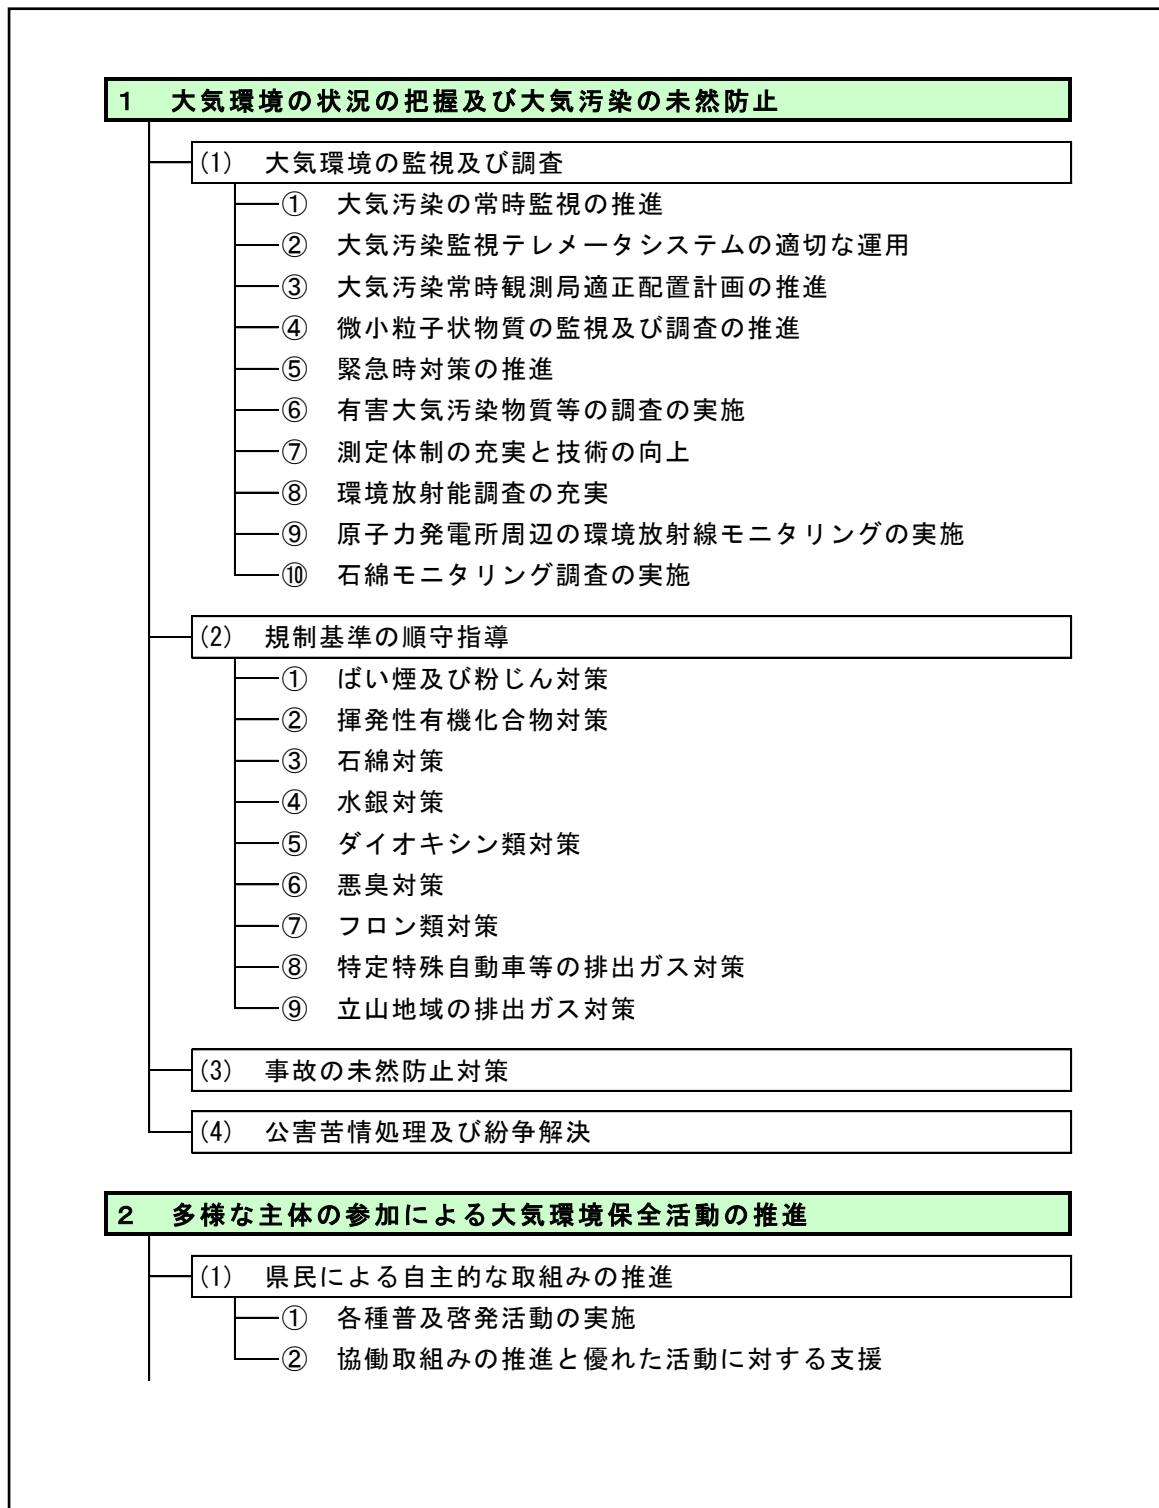 1 大気環境の状況の把握及び大気汚染の未然防止
(1) 大気環境の監視及び調査
① 大気汚染の常時監視の推進
② 大気汚染監視テレメータシステムの適切な運用
③ 大気汚染常時観測局適正配置計画の推進
④ 微小粒子状物質の監視及び調査の推進
⑤ 緊急時対策の推進
⑥ 有害大気汚染物質等の調査の実施
⑦ 測定体制の充実と技術の向上
⑧ 環境放射能調査の充実
⑨ 原子力発電所周辺の環境放射線モニタリングの実施
⑩ 石綿モニタリング調査の実施
(2) 規制基準の順守指導
① ばい煙及び粉じん対策
② 揮発性有機化合物対策
③ 石綿対策
④ 水銀対策
⑤ ダイオキシン類対策
⑥ 悪臭対策
⑦ フロン類対策
⑧ 特定特殊自動車等の排出ガス対策
⑨ 立山地域の排出ガス対策
(3) 事故の未然防止対策
(4) 公害苦情処理及び紛争解決
2 多様な主体の参加による大気環境保全活動の推進
(1) 県民による自主的な取組みの推進
① 各種普及啓発活動の実施
② 協働取組みの推進と優れた活動に対する支援